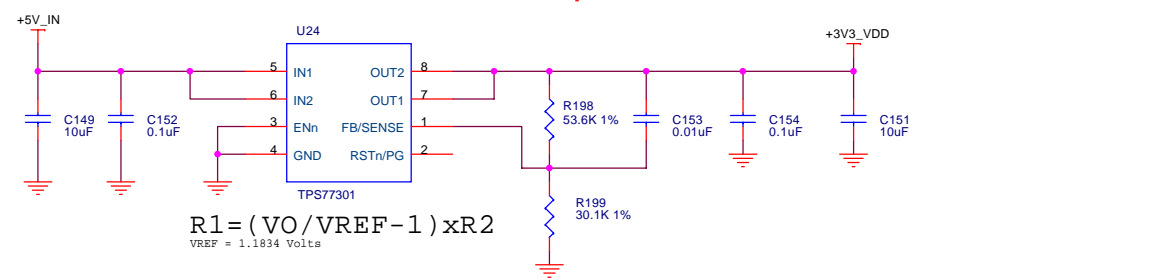 +5V_IN
U24
+3V3_VDD
5 IN1 OUT2 8
6 IN2 OUT1 7
3 ENn FB/SENSE 1
4 GND RSTn/PG 2
C149
10uF
C152
0.1uF
R198
53.6K 1%
C153
0.01uF
C154
0.1uF
C151
10uF
TPS77301
R199
30.1K 1%
R1=(VO/VREF-1)xR2
VREF = 1.1834 Volts